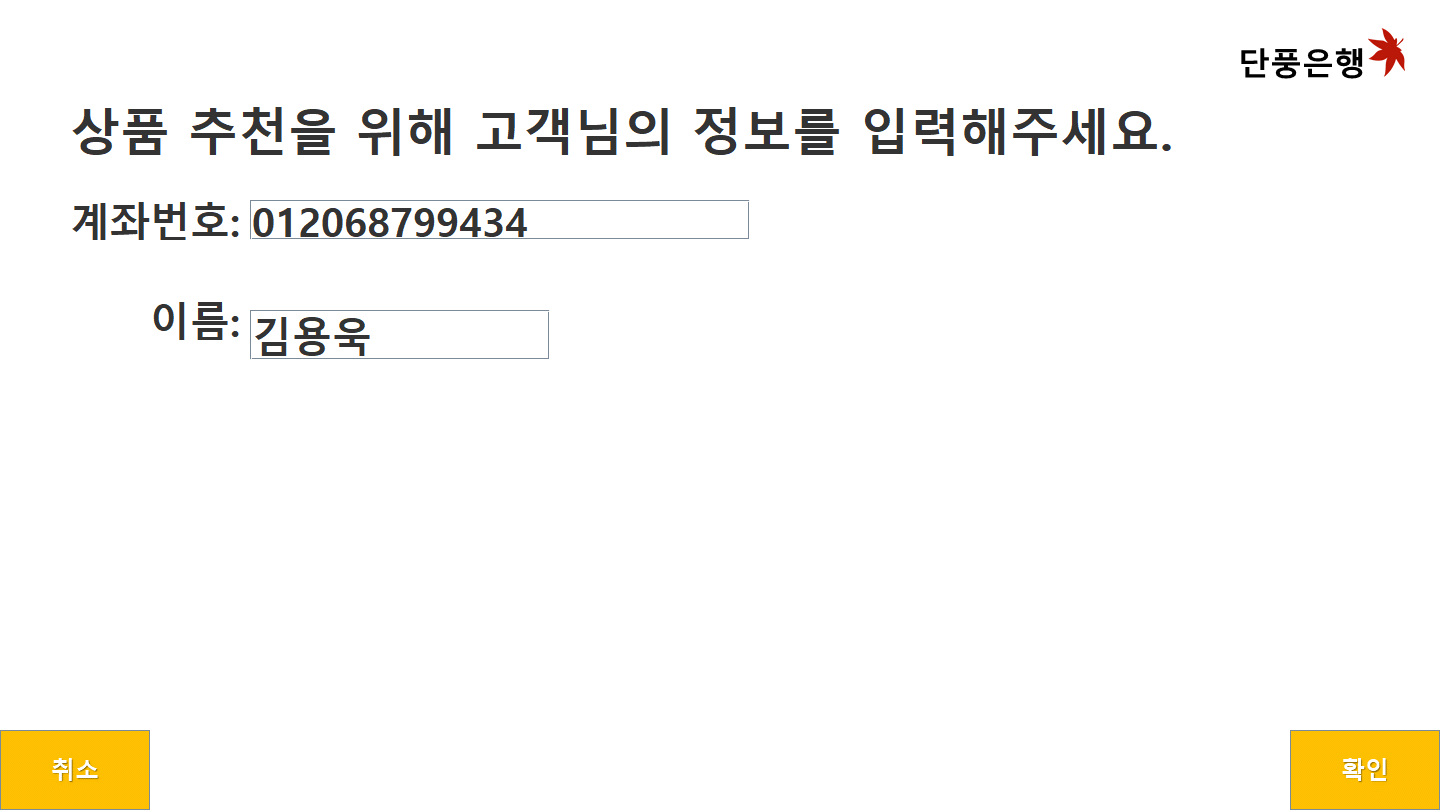 단풍은행
상품 추천을 위해 고객님의 정보를 입력해주세요.
계좌번호: 012068799434
이름: 김용욱
취소
확인